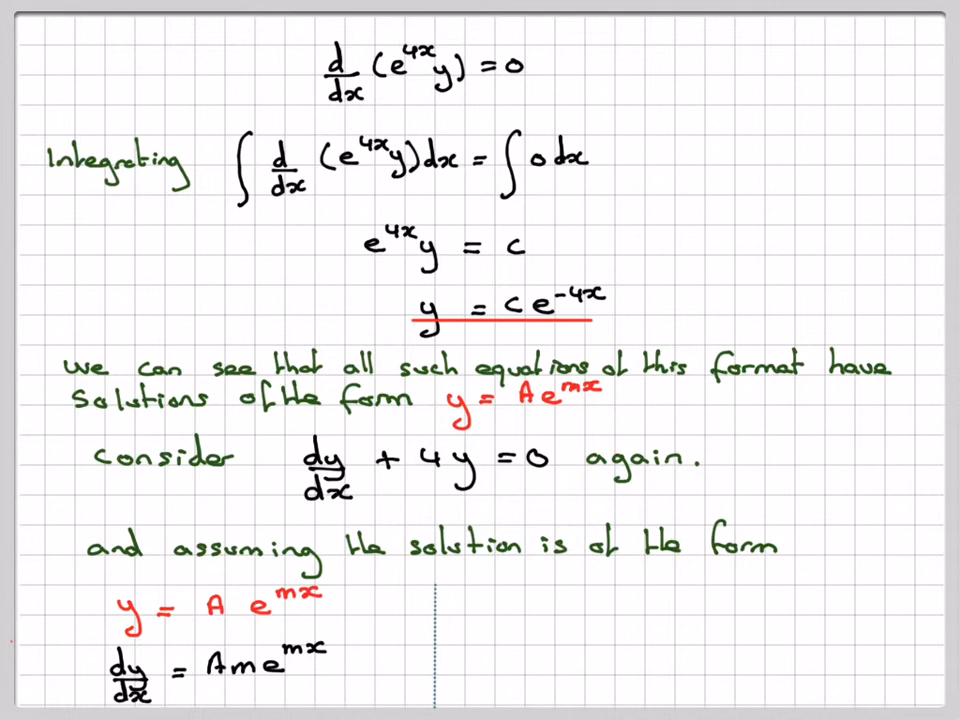 d/dx (e^{4x}y) = 0
Integrating ∫ d/dx (e^{4x}y)dx = ∫ 0 dx
e^{4x}y = c
y = c e^{-4x}
we can see that all such equations of this format have
solutions of the form y = A e^{mx}
consider dy/dx + 4y = 0 again.
and assuming the solution is of the form
y = A e^{mx}
dy/dx = A m e^{mx}